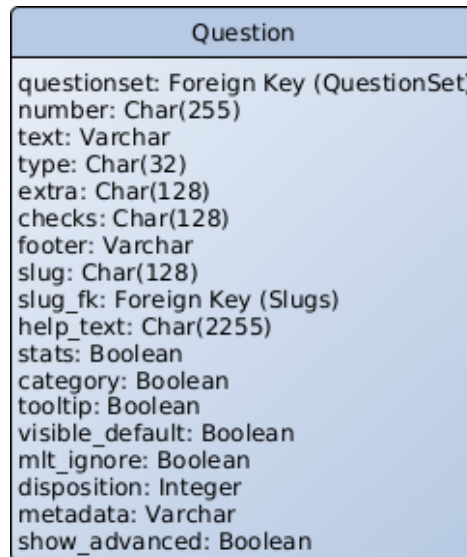 Question
questionset: Foreign Key (QuestionSet)
number: Char(255)
text: Varchar
type: Char(32)
extra: Char(128)
checks: Char(128)
footer: Varchar
slug: Char(128)
slug_fk: Foreign Key (Slugs)
help_text: Char(2255)
stats: Boolean
category: Boolean
tooltip: Boolean
visible_default: Boolean
mlt_ignore: Boolean
disposition: Integer
metadata: Varchar
show_advanced: Boolean